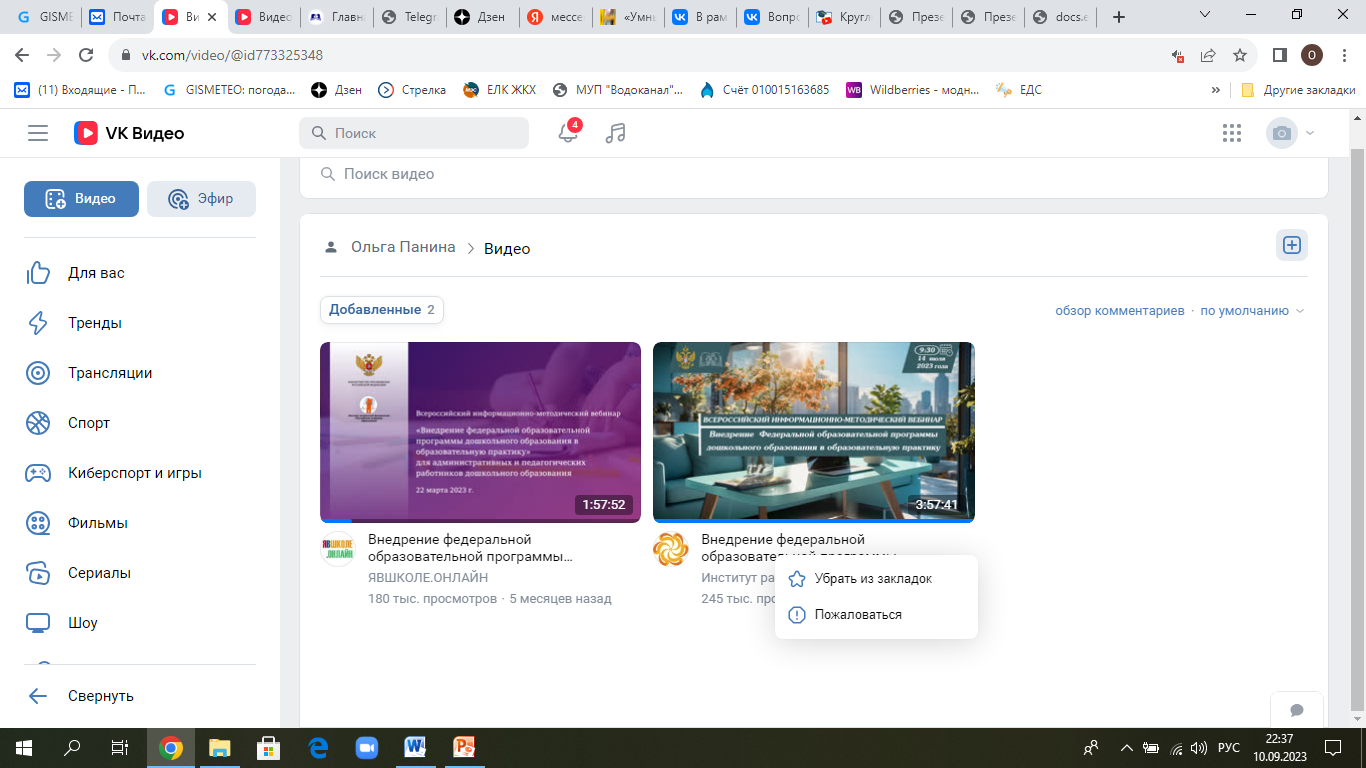 GISME
Почта
Ви
Видео
Главн
Telegr
Дзен
мессе
«Умны
В рам
Вопро
Кругл
Презе
Презе
docs.e
vk.com/video/@id773325348
О
(11) Входящие - П...
GISMETEO: погода...
Дзен
Стрелка
ЕЛК ЖКХ
МУП "Водоканал"...
Счёт 010015163685
WB
Wildberries - модн...
ЕДС
»
Другие закладки
VK Видео
Поиск
4
Видео
Эфир
Для вас
Тренды
Трансляции
Спорт
Киберспорт и игры
Фильмы
Сериалы
Шоу
Свернуть
Поиск видео
Ольга Панина
Видео
Добавленные 2
обзор комментариев · по умолчанию
Всероссийский информационно-методический вебинар
«Внедрение федеральной образовательной
программы дошкольного образования в
образовательную практику»
для административных и педагогических
работников дошкольного образования
22 марта 2023 г.
1:57:52
Внедрение федеральной
образовательной программы...
ЯВШКОЛЕ
.ОНЛАЙН
ЯВШКОЛЕ.ОНЛАЙН
180 тыс. просмотров · 5 месяцев назад
9:30
14 июля
2023 года
ВСЕРОССИЙСКИЙ ИНФОРМАЦИОННО-МЕТОДИЧЕСКИЙ ВЕБИНАР
Внедрение Федеральной образовательной программы
дошкольного образования в образовательную практику
3:57:41
Внедрение федеральной
образовательной программы
Институт ра
245 тыс. про
Убрать из закладок
Пожаловаться
РУС
22:37
10.09.2023